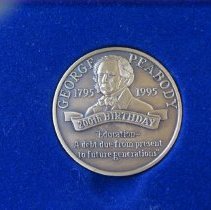 GEORGE PEABODY
1795 1995
200th BIRTHDAY
"Education-
A debt due from present
to future generations"